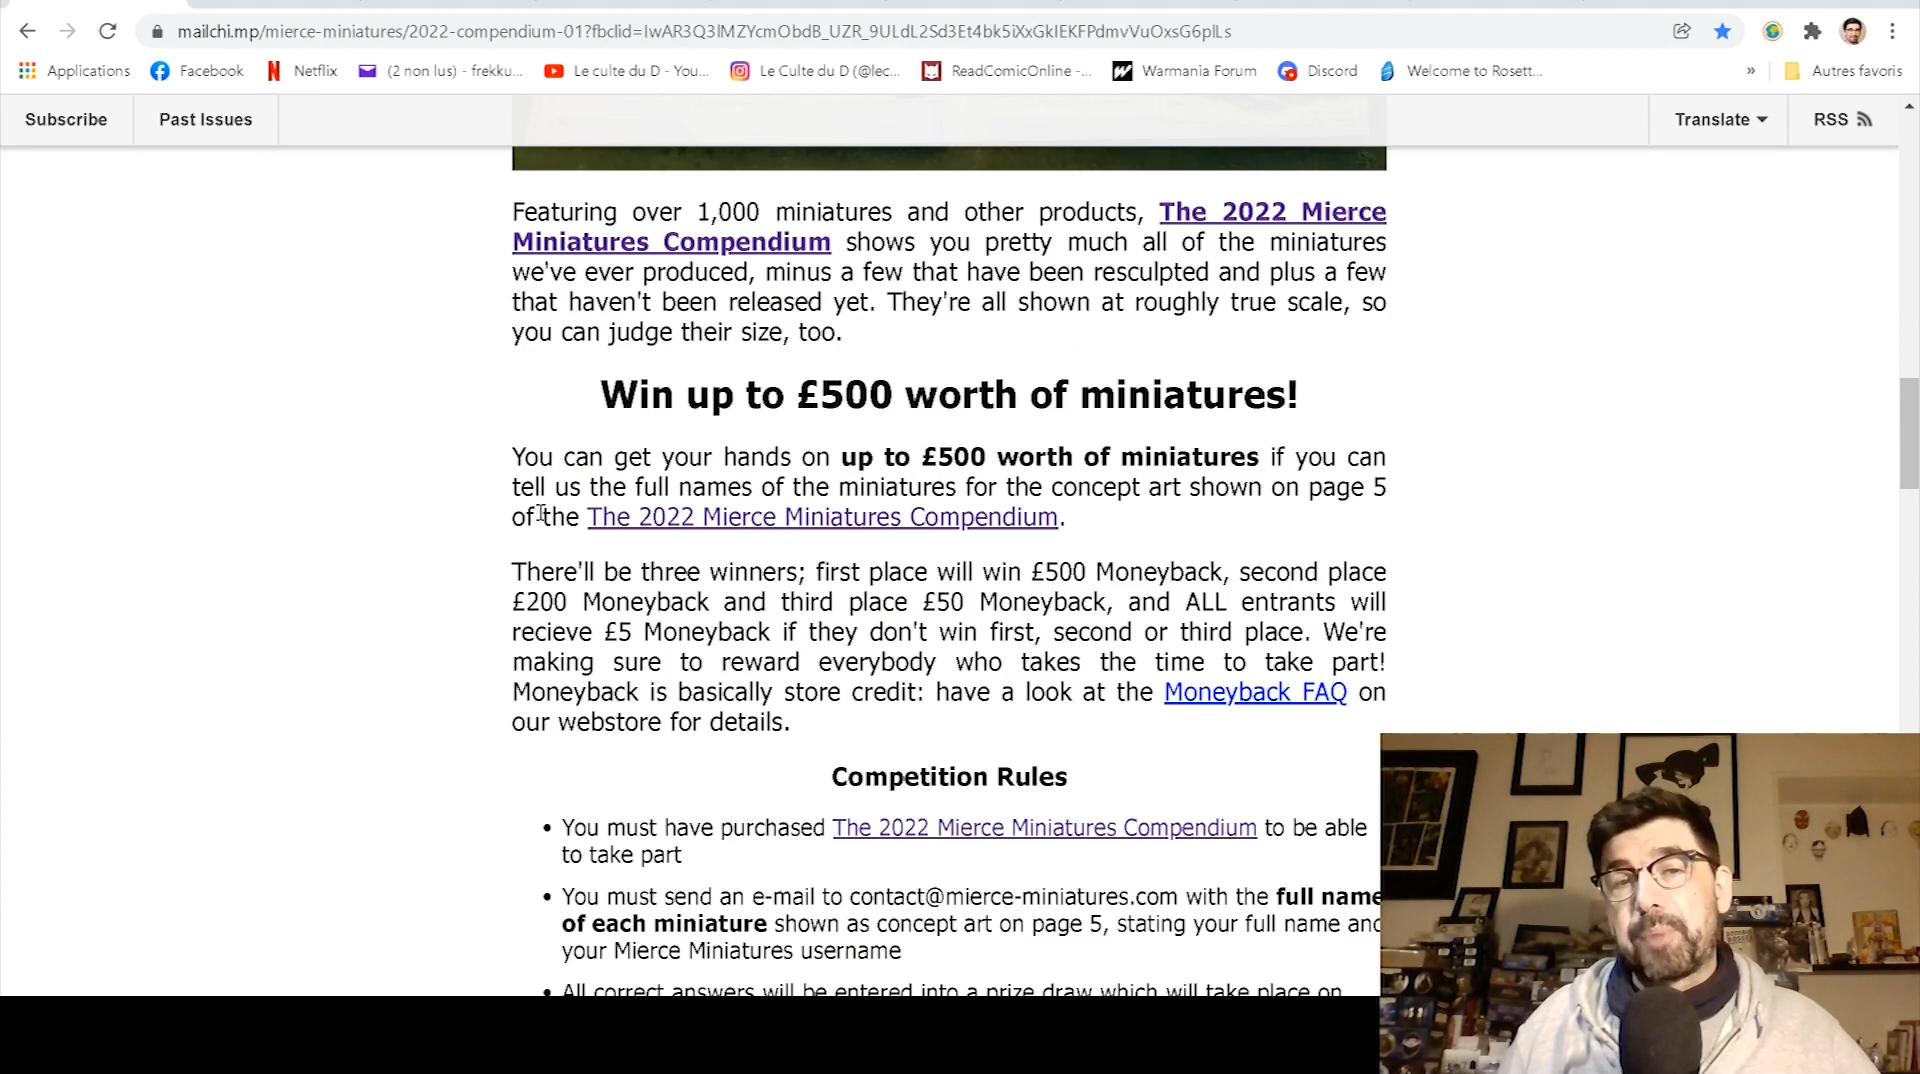 mailchi.mp/mierce-miniatures/2022-compendium-01?fbclid=IwAR3Q3lMZYcmObdB_UZR_9ULdL2Sd3Et4bk5iXxGkIEKFPdmvVuOxsG6plLs
Applications Facebook Netflix (2 non lus) - frekku... Le culte du D - You... Le Culte du D (@lec... ReadComicOnline -... Warmania Forum Discord Welcome to Rosett... » Autres favoris
Subscribe Past Issues Translate RSS
Featuring over 1,000 miniatures and other products, The 2022 Mierce
Miniatures Compendium shows you pretty much all of the miniatures
we've ever produced, minus a few that have been resculpted and plus a few
that haven't been released yet. They're all shown at roughly true scale, so
you can judge their size, too.
Win up to £500 worth of miniatures!
You can get your hands on up to £500 worth of miniatures if you can
tell us the full names of the miniatures for the concept art shown on page 5
of the The 2022 Mierce Miniatures Compendium.
There'll be three winners; first place will win £500 Moneyback, second place
£200 Moneyback and third place £50 Moneyback, and ALL entrants will
recieve £5 Moneyback if they don't win first, second or third place. We're
making sure to reward everybody who takes the time to take part!
Moneyback is basically store credit: have a look at the Moneyback FAQ on
our webstore for details.
Competition Rules
• You must have purchased The 2022 Mierce Miniatures Compendium to be able
to take part
• You must send an e-mail to contact@mierce-miniatures.com with the full name
of each miniature shown as concept art on page 5, stating your full name and
your Mierce Miniatures username
• All correct answers will be entered into a prize draw which will take place on